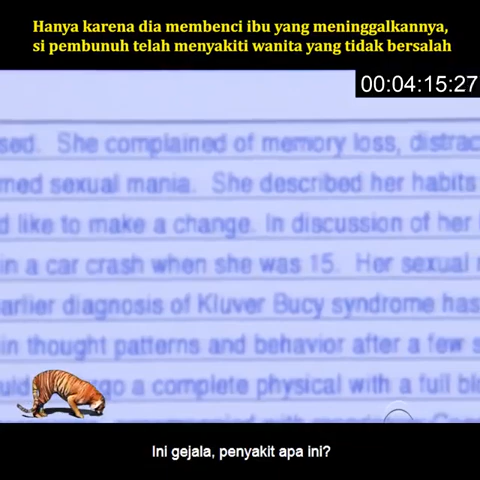 Hanya karena dia membenci ibu yang meninggalkannya,
si pembunuh telah menyakiti wanita yang tidak bersalah
00:04:15:27
sed. She complained of memory loss, distrac
med sexual mania. She described her habits
d like to make a change. In discussion of her
in a car crash when she was 15. Her sexual
arlier diagnosis of Kluver Bucy syndrome has
in thought patterns and behavior after a few s
go a complete physical with a full bl
Ini gejala, penyakit apa ini?